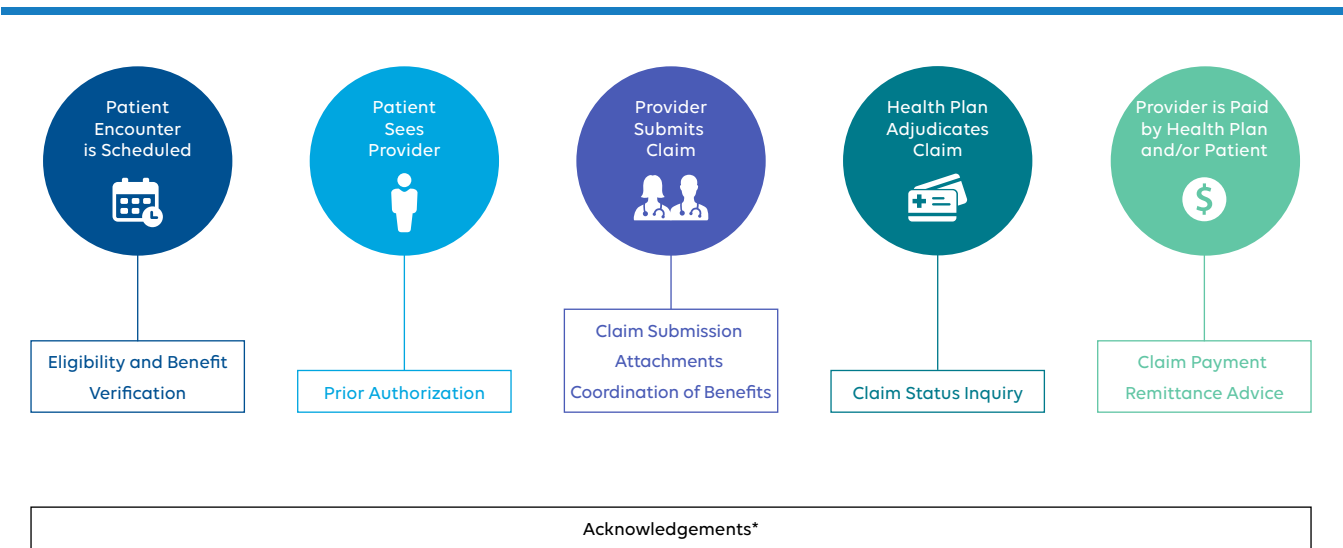 Patient
Encounter
is Scheduled
Patient
Sees
Provider
Provider
Submits
Claim
Health Plan
Adjudicates
Claim
Provider is Paid
by Health Plan
and/or Patient
$
Eligibility and Benefit
Verification
Prior Authorization
Claim Submission
Attachments
Coordination of Benefits
Claim Status Inquiry
Claim Payment
Remittance Advice
Acknowledgements*